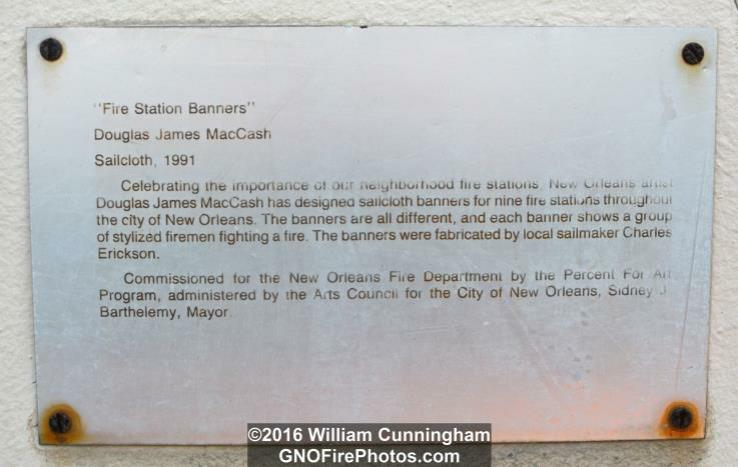 "Fire Station Banners"
Douglas James MacCash
Sailcloth, 1991
Celebrating the importance of our neighborhood fire stations, New Orleans artist
Douglas James MacCash has designed sailcloth banners for nine fire stations throughout
the city of New Orleans. The banners are all different, and each banner shows a group
of stylized firemen fighting a fire. The banners were fabricated by local sailmaker Charles
Erickson.
Commissioned for the New Orleans Fire Department by the Percent For Art
Program, administered by the Arts Council for the City of New Orleans, Sidney J.
Barthelemy, Mayor.
©2016 William Cunningham
GNOFirePhotos.com